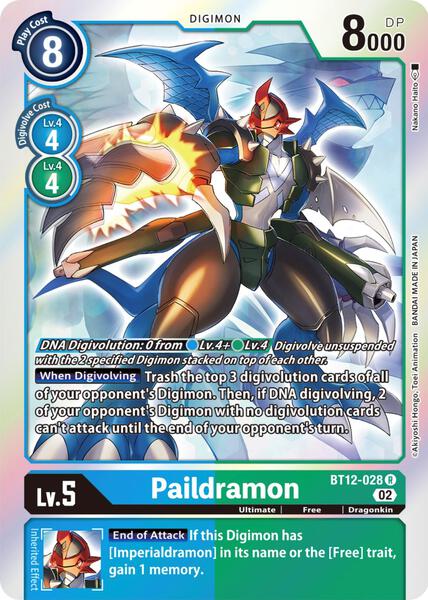 Play Cost
8
DIGIMON
DP
8000
Digivolve Cost
Lv.4
4
Lv.4
4
Nakano Haito
©Akiyoshi Hongo, Toei Animation BANDAI MADE IN JAPAN
DNA Digivolution: 0 from Lv.4+ Lv.4 Digivolve unsuspended
with the 2 specified Digimon stacked on top of each other.
When Digivolving Trash the top 3 digivolution cards of all
of your opponent's Digimon. Then, if DNA digivolving, 2
of your opponent's Digimon with no digivolution cards
can't attack until the end of your opponent's turn.
Lv.5
Paildramon
BT12-028 R
02
Ultimate | Free | Dragonkin
Inherited Effect
End of Attack If this Digimon has
[Imperialdramon] in its name or the [Free] trait,
gain 1 memory.